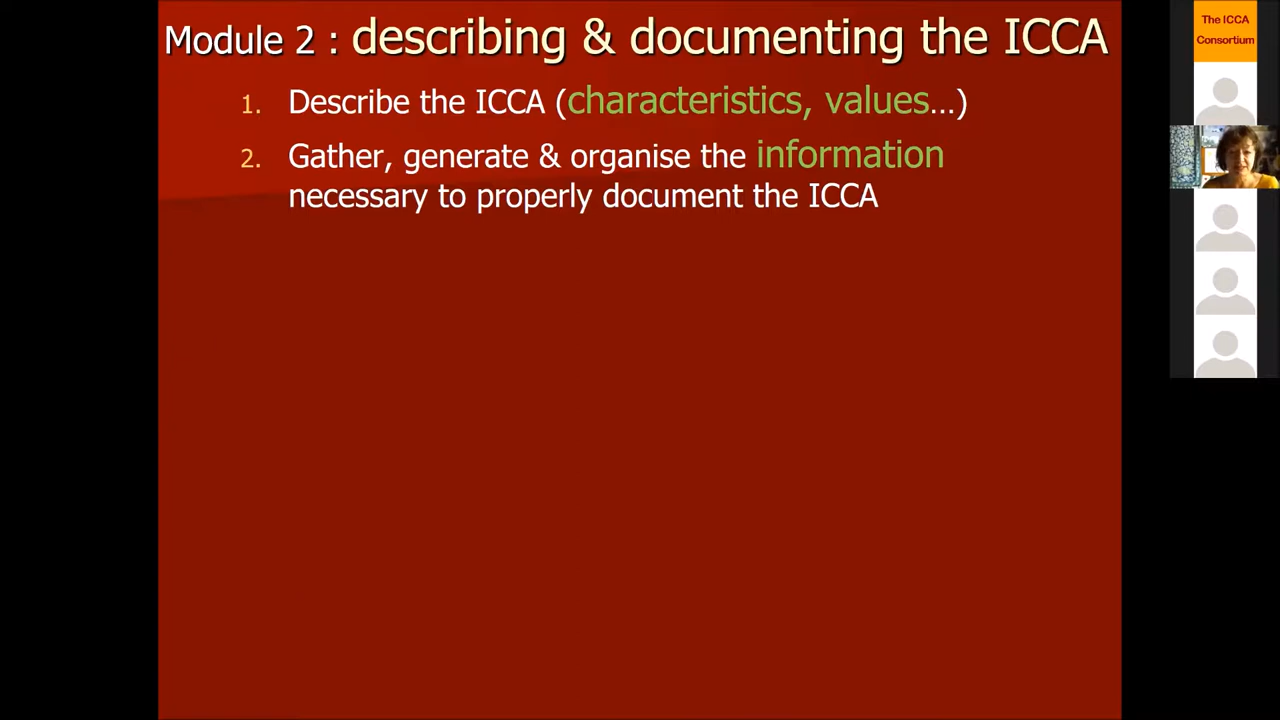 Module 2 : describing & documenting the ICCA
1. Describe the ICCA (characteristics, values…)
2. Gather, generate & organise the information
necessary to properly document the ICCA
The ICCA
Consortium